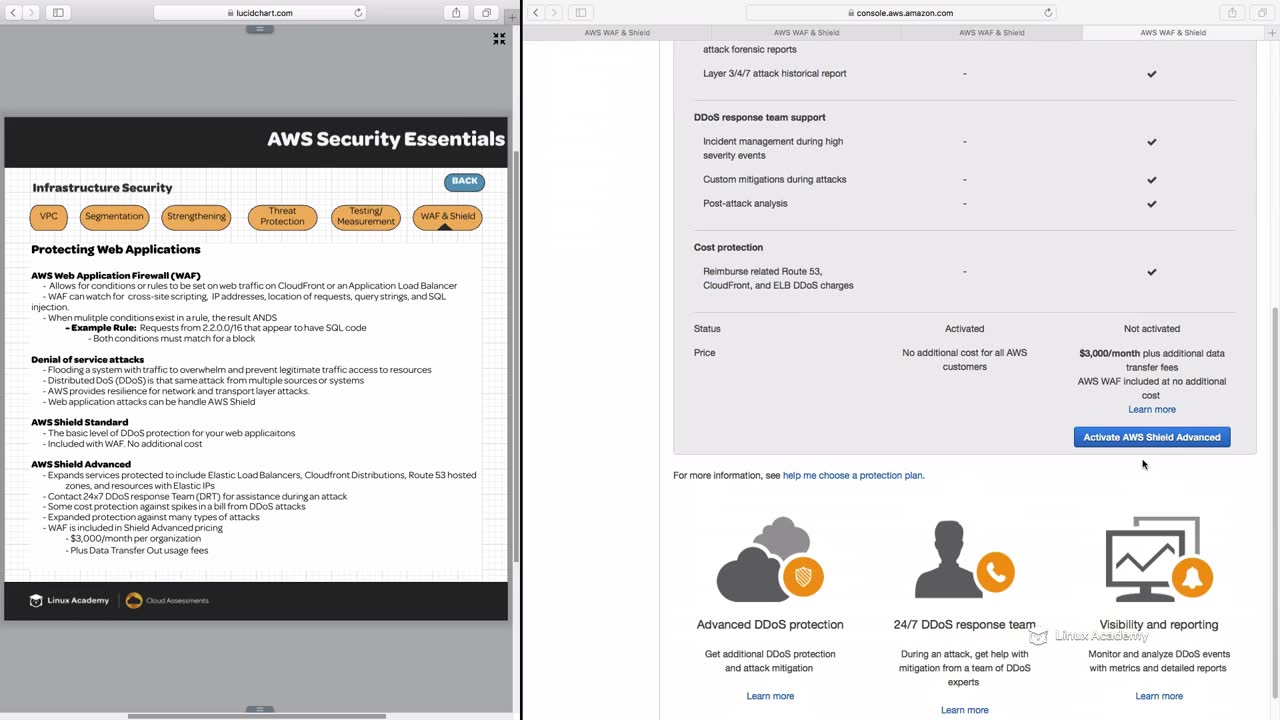 lucidchart.com
AWS Security Essentials
Infrastructure Security
BACK
VPC
Segmentation
Strengthening
Threat
Protection
Testing/
Measurement
WAF & Shield
Protecting Web Applications
AWS Web Application Firewall (WAF)
- Allows for conditions or rules to be set on web traffic on CloudFront or an Application Load Balancer
- WAF can watch for cross-site scripting, IP addresses, location of requests, query strings, and SQL
injection.
- When mulitple conditions exist in a rule, the result ANDS
- Example Rule: Requests from 2.2.0.0/16 that appear to have SQL code
- Both conditions must match for a block
Denial of service attacks
- Flooding a system with traffic to overwhelm and prevent legitimate traffic access to resources
- Distributed DoS (DDoS) is that same attack from multiple sources or systems
- AWS provides resilience for network and transport layer attacks.
- Web application attacks can be handle AWS Shield
AWS Shield Standard
- The basic level of DDoS protection for your web applicaitons
- Included with WAF. No additional cost
AWS Shield Advanced
- Expands services protected to include Elastic Load Balancers, Cloudfront Distributions, Route 53 hosted
zones, and resources with Elastic IPs
- Contact 24x7 DDoS response Team (DRT) for assistance during an attack
- Some cost protection against spikes in a bill from DDoS attacks
- Expanded protection against many types of attacks
- WAF is included in Shield Advanced pricing
- $3,000/month per organization
- Plus Data Transfer Out usage fees
Linux Academy
Cloud Assessments
console.aws.amazon.com
AWS WAF & Shield
AWS WAF & Shield
AWS WAF & Shield
AWS WAF & Shield
attack forensic reports
Layer 3/4/7 attack historical report - ✔
DDoS response team support
Incident management during high
severity events - ✔
Custom mitigations during attacks - ✔
Post-attack analysis - ✔
Cost protection
Reimburse related Route 53,
CloudFront, and ELB DDoS charges - ✔
Status Activated Not activated
Price No additional cost for all AWS
customers
$3,000/month plus additional data
transfer fees
AWS WAF included at no additional
cost
Learn more
Activate AWS Shield Advanced
For more information, see help me choose a protection plan.
Advanced DDoS protection
Get additional DDoS protection
and attack mitigation
Learn more
24/7 DDoS response team
During an attack, get help with
mitigation from a team of DDoS
experts
Learn more
Visibility and reporting
Monitor and analyze DDoS events
with metrics and detailed reports
Learn more
Linux Academy